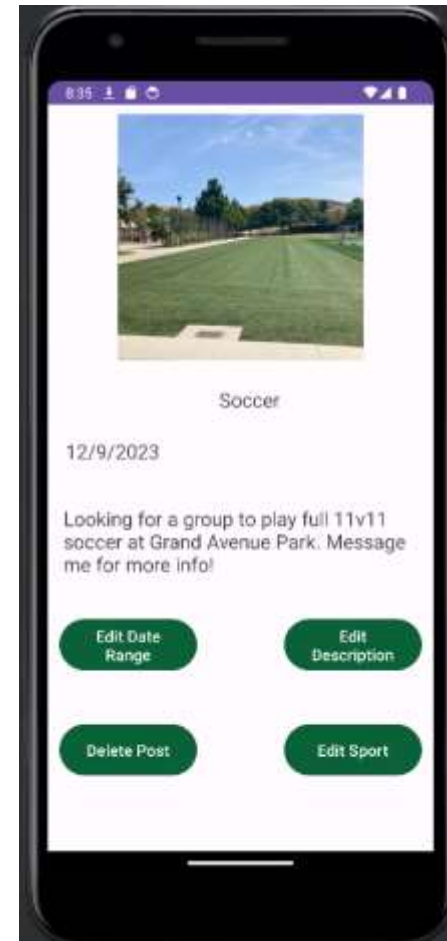 8:35
Soccer
12/9/2023
Looking for a group to play full 11v11
soccer at Grand Avenue Park. Message
me for more info!
Edit Date
Range
Edit
Description
Delete Post
Edit Sport